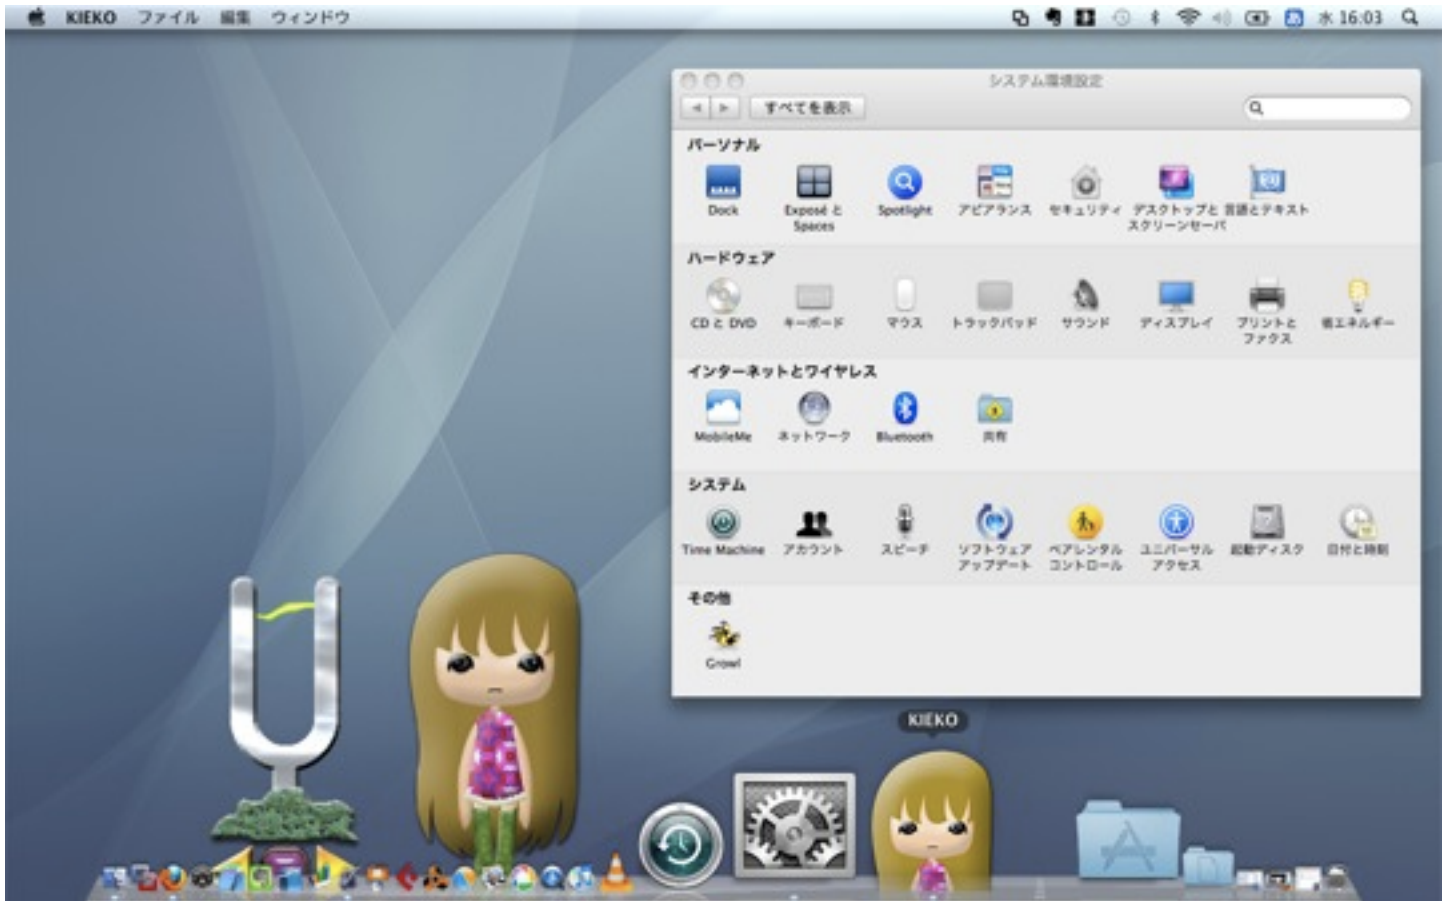 KIEKO ファイル 編集 ウィンドウ
あ 水 16:03
システム環境設定
すべてを表示
パーソナル
Dock Exposé と Spotlight アピアランス セキュリティ デスクトップと 言語とテキスト
Spaces スクリーンセーバ
ハードウェア
CD と DVD キーボード マウス トラックパッド サウンド ディスプレイ プリントと 省エネルギー
ファクス
インターネットとワイヤレス
MobileMe ネットワーク Bluetooth 共有
システム
Time Machine アカウント スピーチ ソフトウェア ペアレンタル ユニバーサル 起動ディスク 日付と時刻
アップデート コントロール アクセス
その他
Growl
KIEKO